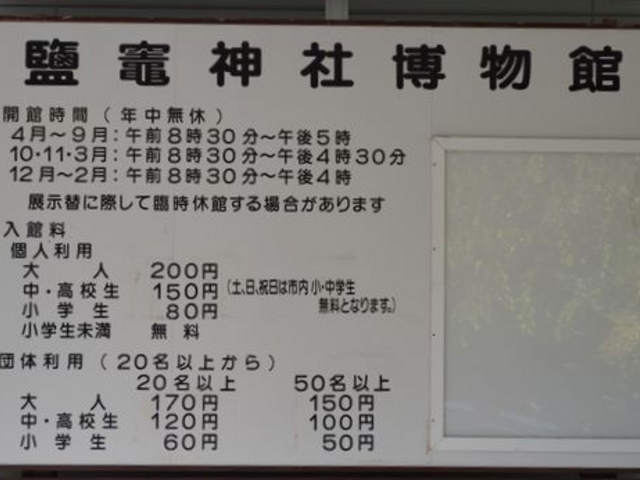 鹽竈神社博物館
開館時間（年中無休）
4月～9月：午前8時30分～午後5時
10・11・3月：午前8時30分～午後4時30分
12月～2月：午前8時30分～午後4時
展示替に際して臨時休館する場合があります
入館料
個人利用
大人 200円
中・高校生 150円（土、日、祝日は市内小・中学生
小学生 80円 無料となります。）
小学生未満 無料
団体利用（20名以上から）
20名以上 50名以上
大人 170円 150円
中・高校生 120円 100円
小学生 60円 50円